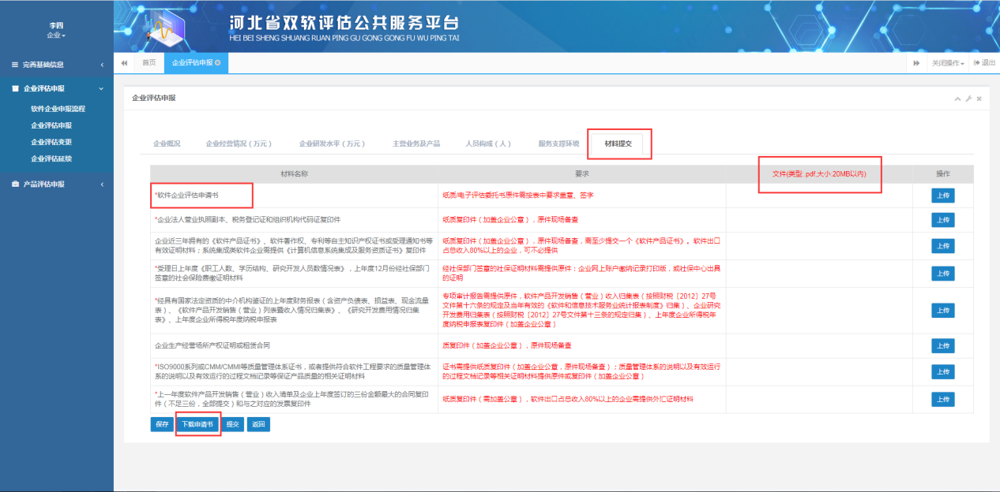 李四
企业
完善基础信息
企业评估申报
软件企业申报流程
企业评估申报
企业评估变更
企业评估延续
产品评估申报
河北省双软评估公共服务平台
HEI BEI SHENG SHUANG RUAN PING GU GONG GONG FU WU PING TAI
首页
企业评估申报
关闭操作
退出
企业评估申报
企业概况
企业经营情况（万元）
企业研发水平（万元）
主营业务及产品
人员构成（人）
服务支撑环境
材料提交
材料名称
要求
文件(类型:.pdf;大小:20MB以内)
操作
*软件企业评估申请书
纸质/电子评估委托书原件需按表中要求盖章、签字
上传
*企业法人营业执照副本、税务登记证和组织机构代码证复印件
纸质复印件（加盖企业公章），原件现场备查
上传
企业近三年拥有的《软件产品证书》、软件著作权、专利等自主知识产权证书或受理通知书等
有效证明材料；系统集成类软件企业需提供《计算机信息系统集成及服务资质证书》复印件
纸质复印件（加盖企业公章），原件现场备查，需至少提交一个《软件产品证书》。软件出口
占总收入80%以上的企业，可不必提供
上传
*受理日上年度《职工人数、学历结构、研究开发人员数情况表》，上年度12月份经社保部门
签章的社会保险费缴证明材料
经社保部门签章的社保证明材料需提供原件；企业网上账户缴纳记录打印版，或社保中心出具
的证明
上传
*经具有国家法定资质的中介机构鉴证的上年度财务报表（含资产负债表、损益表、现金流量
表）、《软件产品开发销售（营业）列表暨收入情况归集表》、《研究开发费用情况归集
表》、上年度企业所得税年度纳税申报表
专项审计报告需提供原件，软件产品开发销售（营业）收入归集表（按照财税［2012］27号
文件第十六条的规定及当年有效的《软件和信息技术服务业统计报表制度》归集）、企业研究
开发费用归集表（按照财税［2012］27号文件第十三条的规定归集）、上年度企业所得税年
度纳税申报表复印件（加盖企业公章）
上传
企业生产经营场所产权证明或租赁合同
质复印件（加盖企业公章），原件现场备查
上传
*ISO9000系列或CMM/CMMI等质量管理体系证书，或者提供符合软件工程要求的质量管理体
系的说明以及有效运行的过程文档记录等保证产品质量的相关证明材料
证书需提供纸质复印件（加盖企业公章，原件现场备查）；质量管理体系的说明以及有效运行
的过程文档记录等相关证明材料提供原件或复印件（加盖企业公章）
上传
*上一年度软件产品开发销售（营业）收入清单及企业上年度签订的三份金额最大的合同复印
件（不足三份，全部提交）和与之对应的发票复印件
纸质复印件（需加盖公章），软件出口占总收入80%以上的企业需提供外汇证明材料
上传
保存
下载申请书
提交
返回